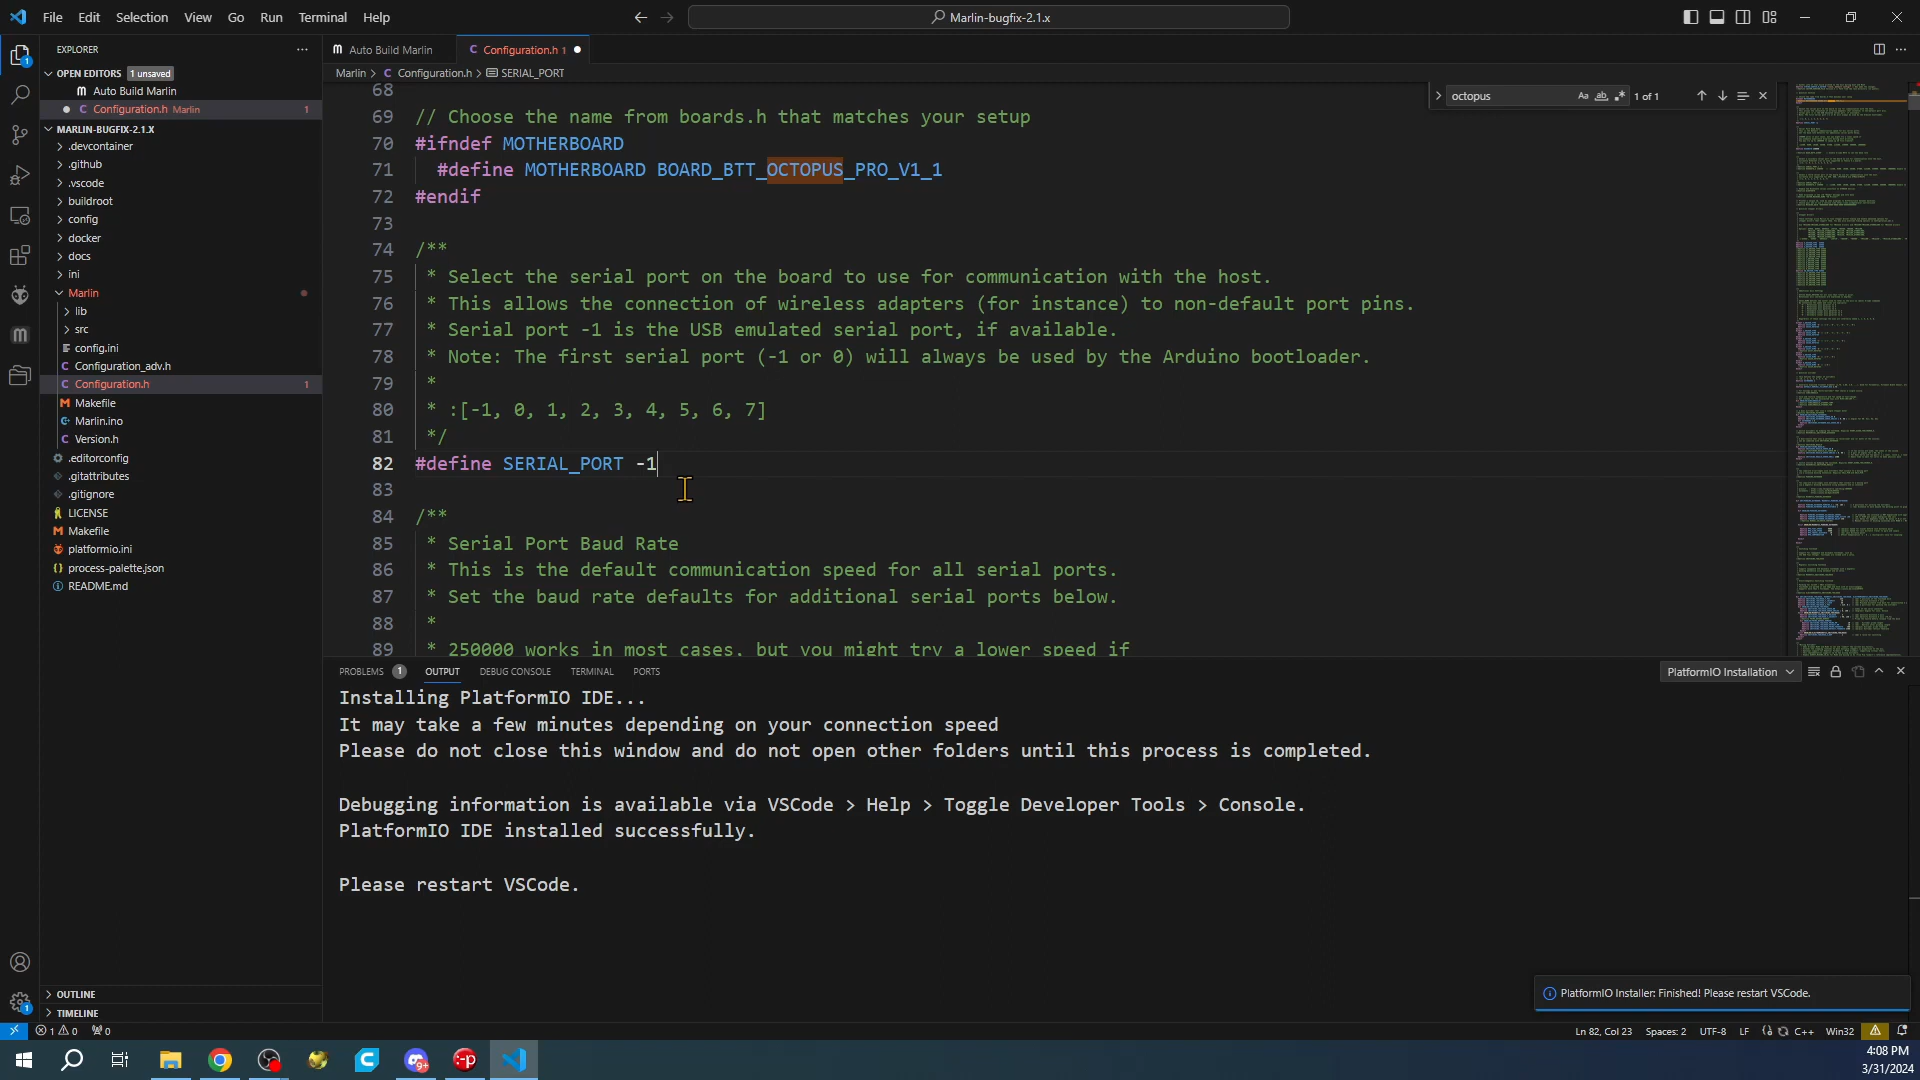 File Edit Selection View Go Run Terminal Help
Marlin-bugfix-2.1.x
EXPLORER
Auto Build Marlin
Configuration.h 1
OPEN EDITORS 1 unsaved
Marlin > Configuration.h > SERIAL_PORT
Auto Build Marlin
Configuration.h Marlin 1
octopus
Aa ab .* 1 of 1
MARLIN-BUGFIX-2.1.X
.devcontainer
.github
.vscode
buildroot
config
docker
docs
ini
Marlin
lib
src
config.ini
Configuration_adv.h
Configuration.h 1
Makefile
Marlin.ino
Version.h
.editorconfig
.gitattributes
.gitignore
LICENSE
Makefile
platformio.ini
process-palette.json
README.md
OUTLINE
TIMELINE
68
69 // Choose the name from boards.h that matches your setup
70 #ifndef MOTHERBOARD
71 #define MOTHERBOARD BOARD_BTT_OCTOPUS_PRO_V1_1
72 #endif
73
74 /**
75 * Select the serial port on the board to use for communication with the host.
76 * This allows the connection of wireless adapters (for instance) to non-default port pins.
77 * Serial port -1 is the USB emulated serial port, if available.
78 * Note: The first serial port (-1 or 0) will always be used by the Arduino bootloader.
79 *
80 * :[-1, 0, 1, 2, 3, 4, 5, 6, 7]
81 */
82 #define SERIAL_PORT -1
83
84 /**
85 * Serial Port Baud Rate
86 * This is the default communication speed for all serial ports.
87 * Set the baud rate defaults for additional serial ports below.
88 *
89 * 250000 works in most cases, but you might try a lower speed if
PROBLEMS 1 OUTPUT DEBUG CONSOLE TERMINAL PORTS
PlatformIO Installation
Installing PlatformIO IDE...
It may take a few minutes depending on your connection speed
Please do not close this window and do not open other folders until this process is completed.
Debugging information is available via VSCode > Help > Toggle Developer Tools > Console.
PlatformIO IDE installed successfully.
Please restart VSCode.
PlatformIO Installer: Finished! Please restart VSCode.
1 0 0
Ln 82, Col 23 Spaces: 2 UTF-8 LF C++ Win32
4:08 PM
3/31/2024